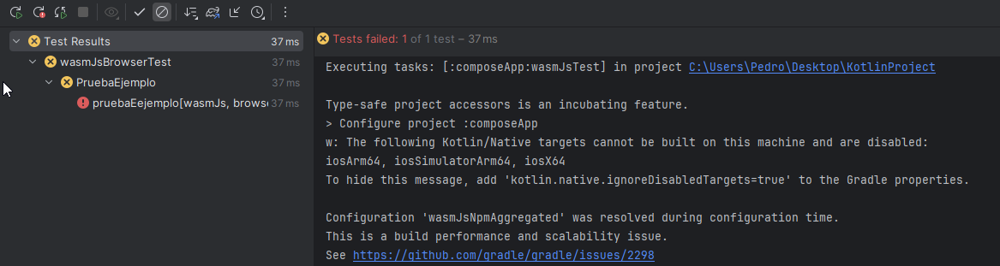 Test Results 37 ms
wasmJsBrowserTest 37 ms
PruebaEjemplo 37 ms
pruebaEejemplo[wasmJs, brows 37 ms
Tests failed: 1 of 1 test – 37 ms
Executing tasks: [:composeApp:wasmJsTest] in project C:\Users\Pedro\Desktop\KotlinProject
Type-safe project accessors is an incubating feature.
> Configure project :composeApp
w: The following Kotlin/Native targets cannot be built on this machine and are disabled:
iosArm64, iosSimulatorArm64, iosX64
To hide this message, add 'kotlin.native.ignoreDisabledTargets=true' to the Gradle properties.
Configuration 'wasmJsNpmAggregated' was resolved during configuration time.
This is a build performance and scalability issue.
See https://github.com/gradle/gradle/issues/2298